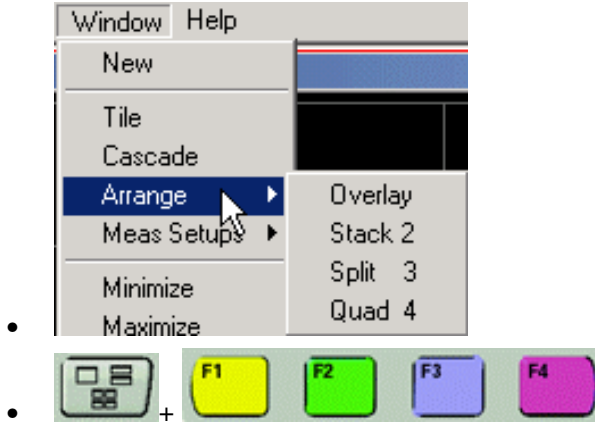 Window Help
New
Tile
Cascade
Arrange
Meas Setups
Overlay
Stack 2
Split 3
Quad 4
Minimize
Maximize
+ F1 F2 F3 F4